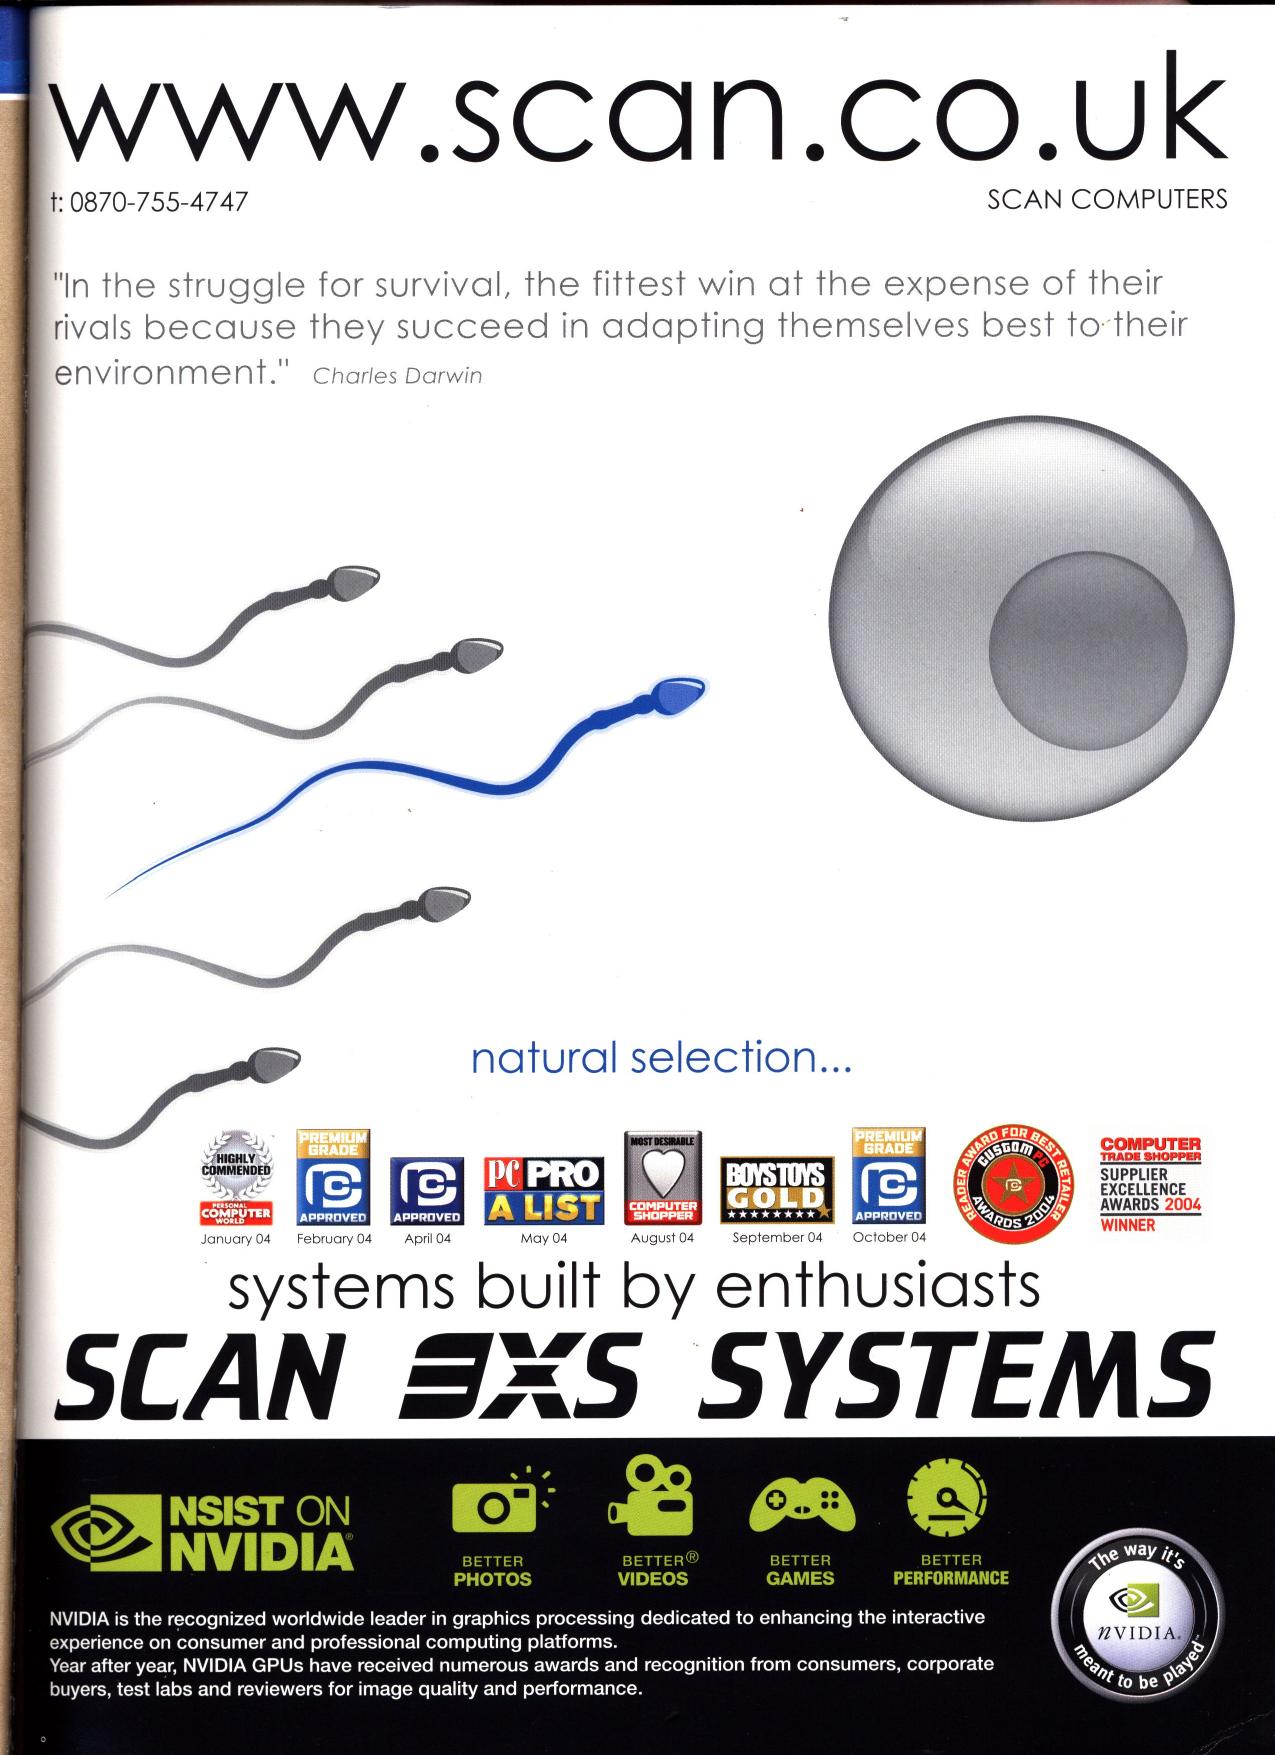 www.scan.co.uk
t: 0870-755-4747
SCAN COMPUTERS
"In the struggle for survival, the fittest win at the expense of their
rivals because they succeed in adapting themselves best to their
environment." Charles Darwin
natural selection...
HIGHLY
COMMENDED
PERSONAL
COMPUTER
WORLD
January 04
PREMIUM
GRADE
PC
APPROVED
February 04
PC
APPROVED
April 04
PC PRO
A LIST
May 04
MOST DESIRABLE
COMPUTER
SHOPPER
August 04
BOYS TOYS
GOLD
September 04
PREMIUM
GRADE
PC
APPROVED
October 04
READER AWARD FOR BEST RETAILER
CUSTOM PC
AWARDS 2004
COMPUTER
TRADE SHOPPER
SUPPLIER
EXCELLENCE
AWARDS 2004
WINNER
systems built by enthusiasts
SCAN 3XS SYSTEMS
NSIST ON
NVIDIA®
BETTER
PHOTOS
BETTER®
VIDEOS
BETTER
GAMES
BETTER
PERFORMANCE
The way it's
nVIDIA.
meant to be played™
NVIDIA is the recognized worldwide leader in graphics processing dedicated to enhancing the interactive
experience on consumer and professional computing platforms.
Year after year, NVIDIA GPUs have received numerous awards and recognition from consumers, corporate
buyers, test labs and reviewers for image quality and performance.